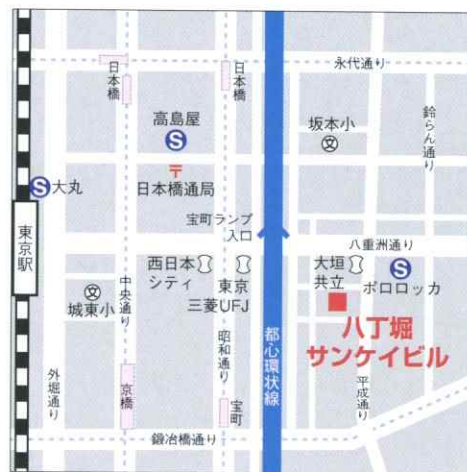 日本橋
日本橋
永代通り
高島屋
S
坂本小
文
鈴らん通り
〒
日本橋通局
S
大丸
宝町ランプ
入口
八重洲通り
東京駅
西日本
シティ
東京
三菱UFJ
大垣
共立
S
ポロロッカ
文
城東小
中央通り
昭和通り
都心環状線
八丁堀
サンケイビル
外堀通り
京橋
宝町
平成通り
鍛冶橋通り